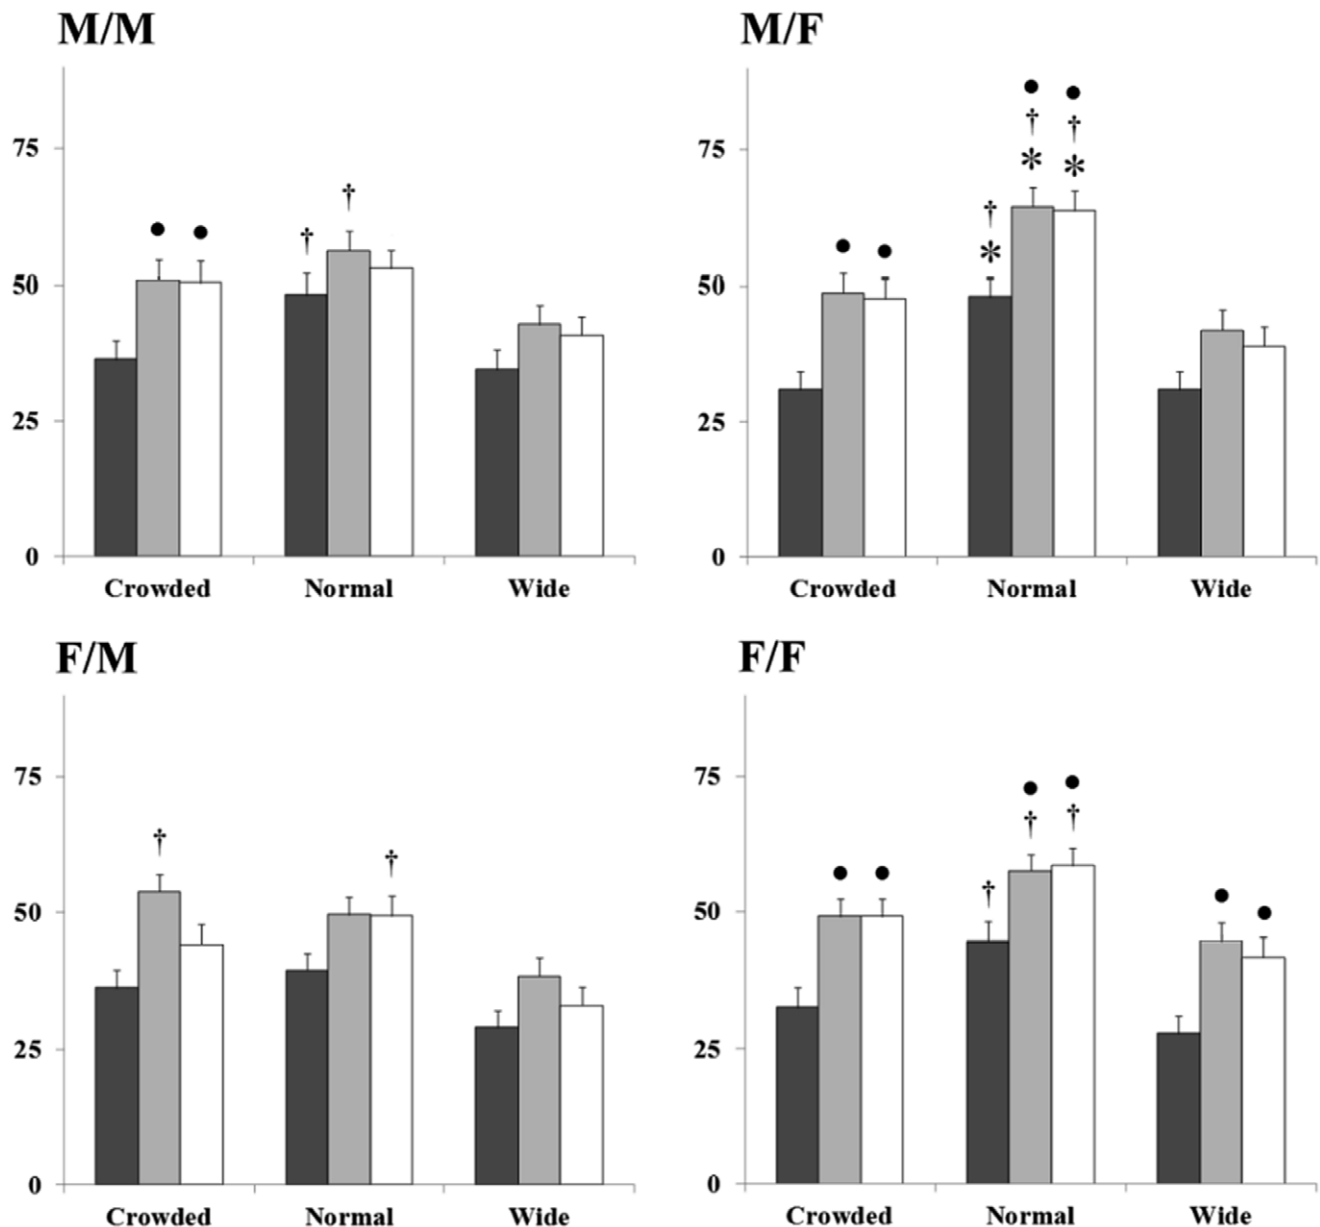 M/M
75
50
25
0
● ● † †
Crowded Normal Wide
M/F
75
50
25
0
● ●
† †
† * *
● ● *
Crowded Normal Wide
F/M
75
50
25
0
† †
Crowded Normal Wide
F/F
75
50
25
0
● ●
† †
● ● † ● ●
Crowded Normal Wide